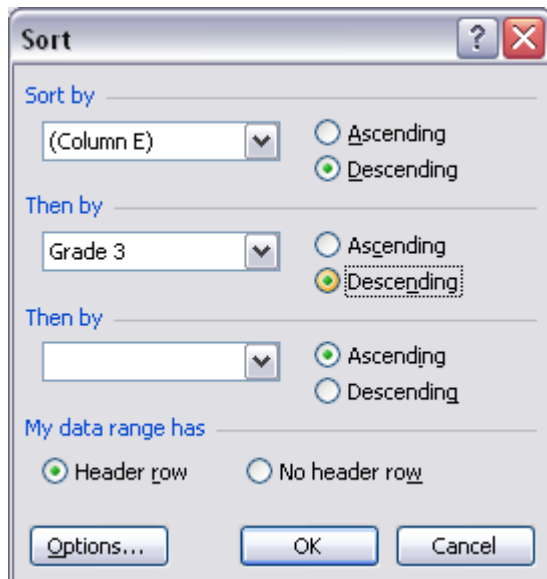 Sort
Sort by
(Column E)
Ascending
Descending
Then by
Grade 3
Ascending
Descending
Then by
Ascending
Descending
My data range has
Header row
No header row
Options...
OK
Cancel